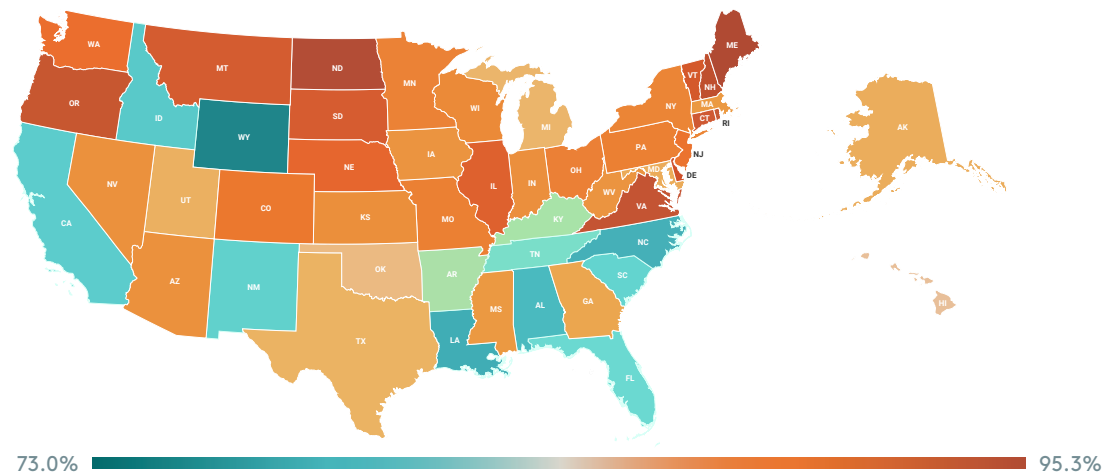 ME
WA
MT
ND
MN
VT
NH
OR
ID
SD
WI
NY
MA
CT
RI
WY
MI
AK
IA
PA
NJ
NE
IL
IN
OH
MD
DE
NV
UT
CO
KS
MO
WV
VA
CA
KY
NC
TN
AZ
NM
OK
AR
SC
MS
AL
GA
HI
TX
LA
FL
73.0%
95.3%